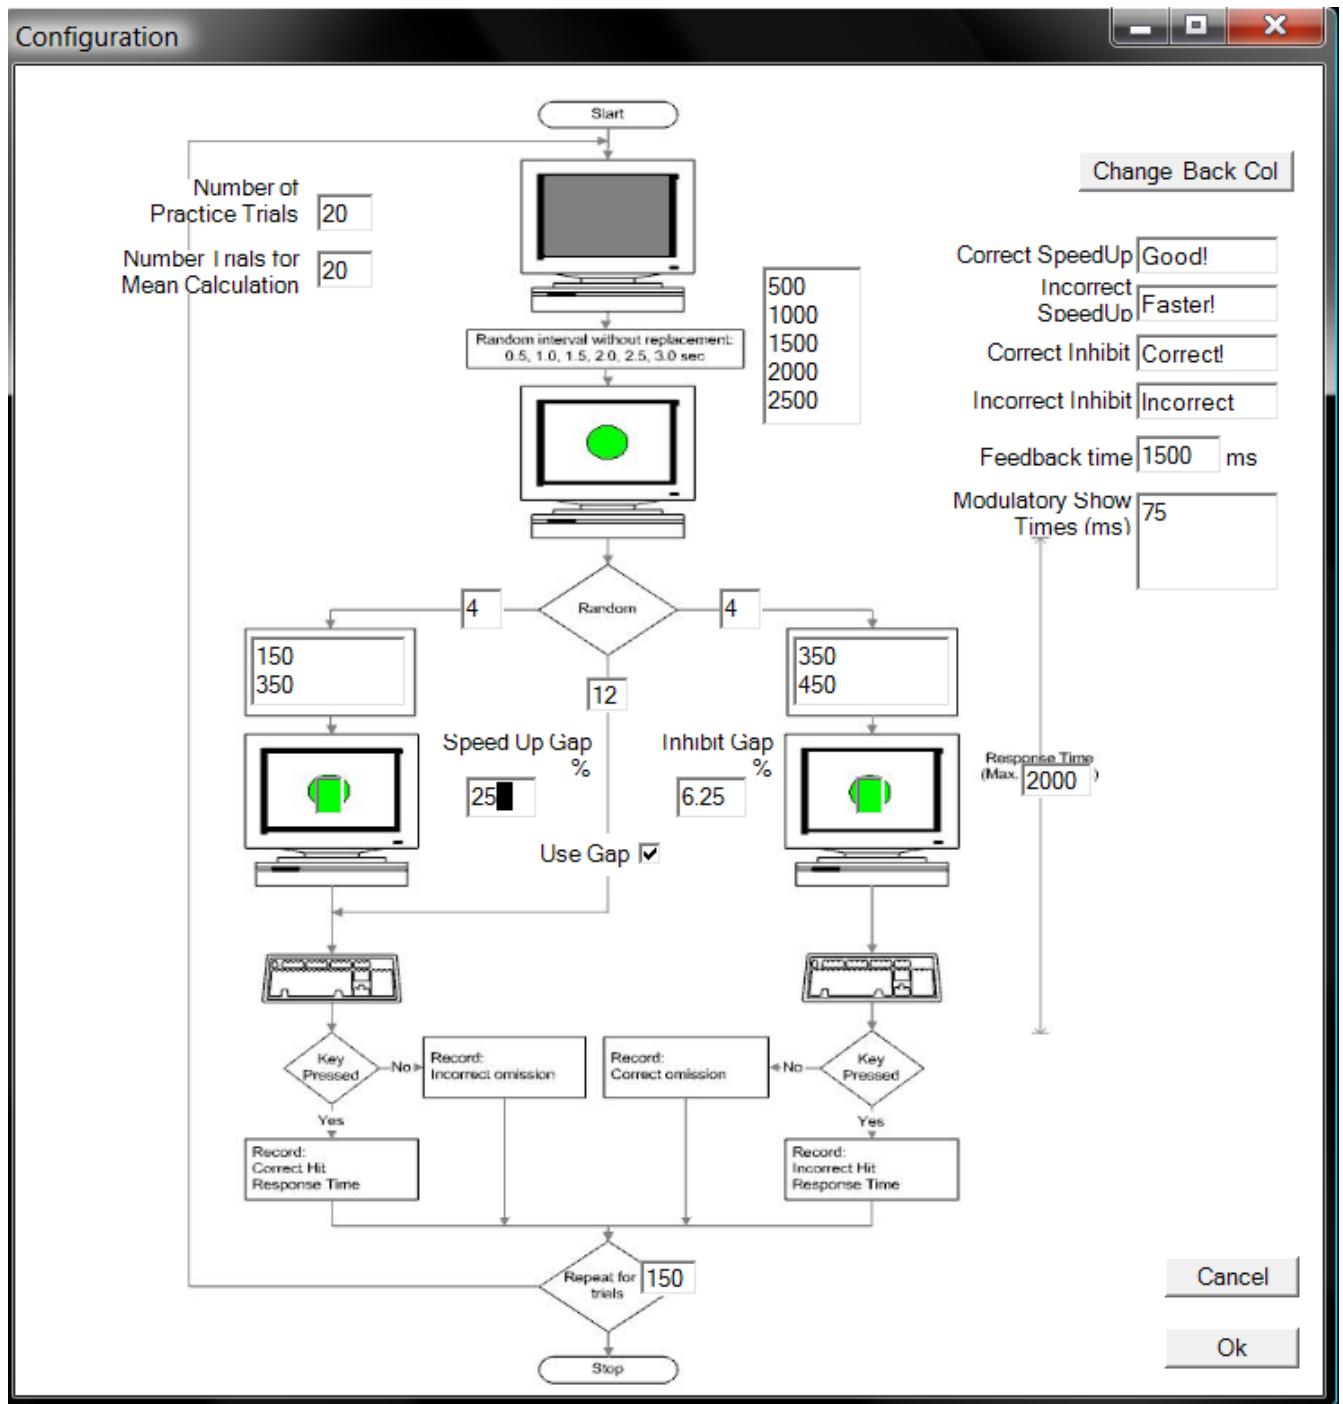 Configuration
Start
Change Back Col
Number of
Practice Trials
20
Number Trials for
Mean Calculation
20
Correct SpeedUp
Good!
Incorrect
SpeedUp
Faster!
Correct Inhibit
Correct!
Incorrect Inhibit
Incorrect
Feedback time
1500
ms
Modulatory Show
Times (ms)
75
500
1000
1500
2000
2500
Random interval without replacement:
0.5, 1.0, 1.5, 2.0, 2.5, 3.0 sec
4
Random
4
12
150
350
350
450
Speed Up Gap
%
25
Inhibit Gap
%
6.25
Use Gap
Response Time
(Max. 2000 )
Key
Pressed
No
Record:
Incorrect omission
Record:
Correct omission
No
Key
Pressed
Yes
Yes
Record:
Correct Hit
Response Time
Record:
Incorrect Hit
Response Time
Repeat for
trials
150
Stop
Cancel
Ok